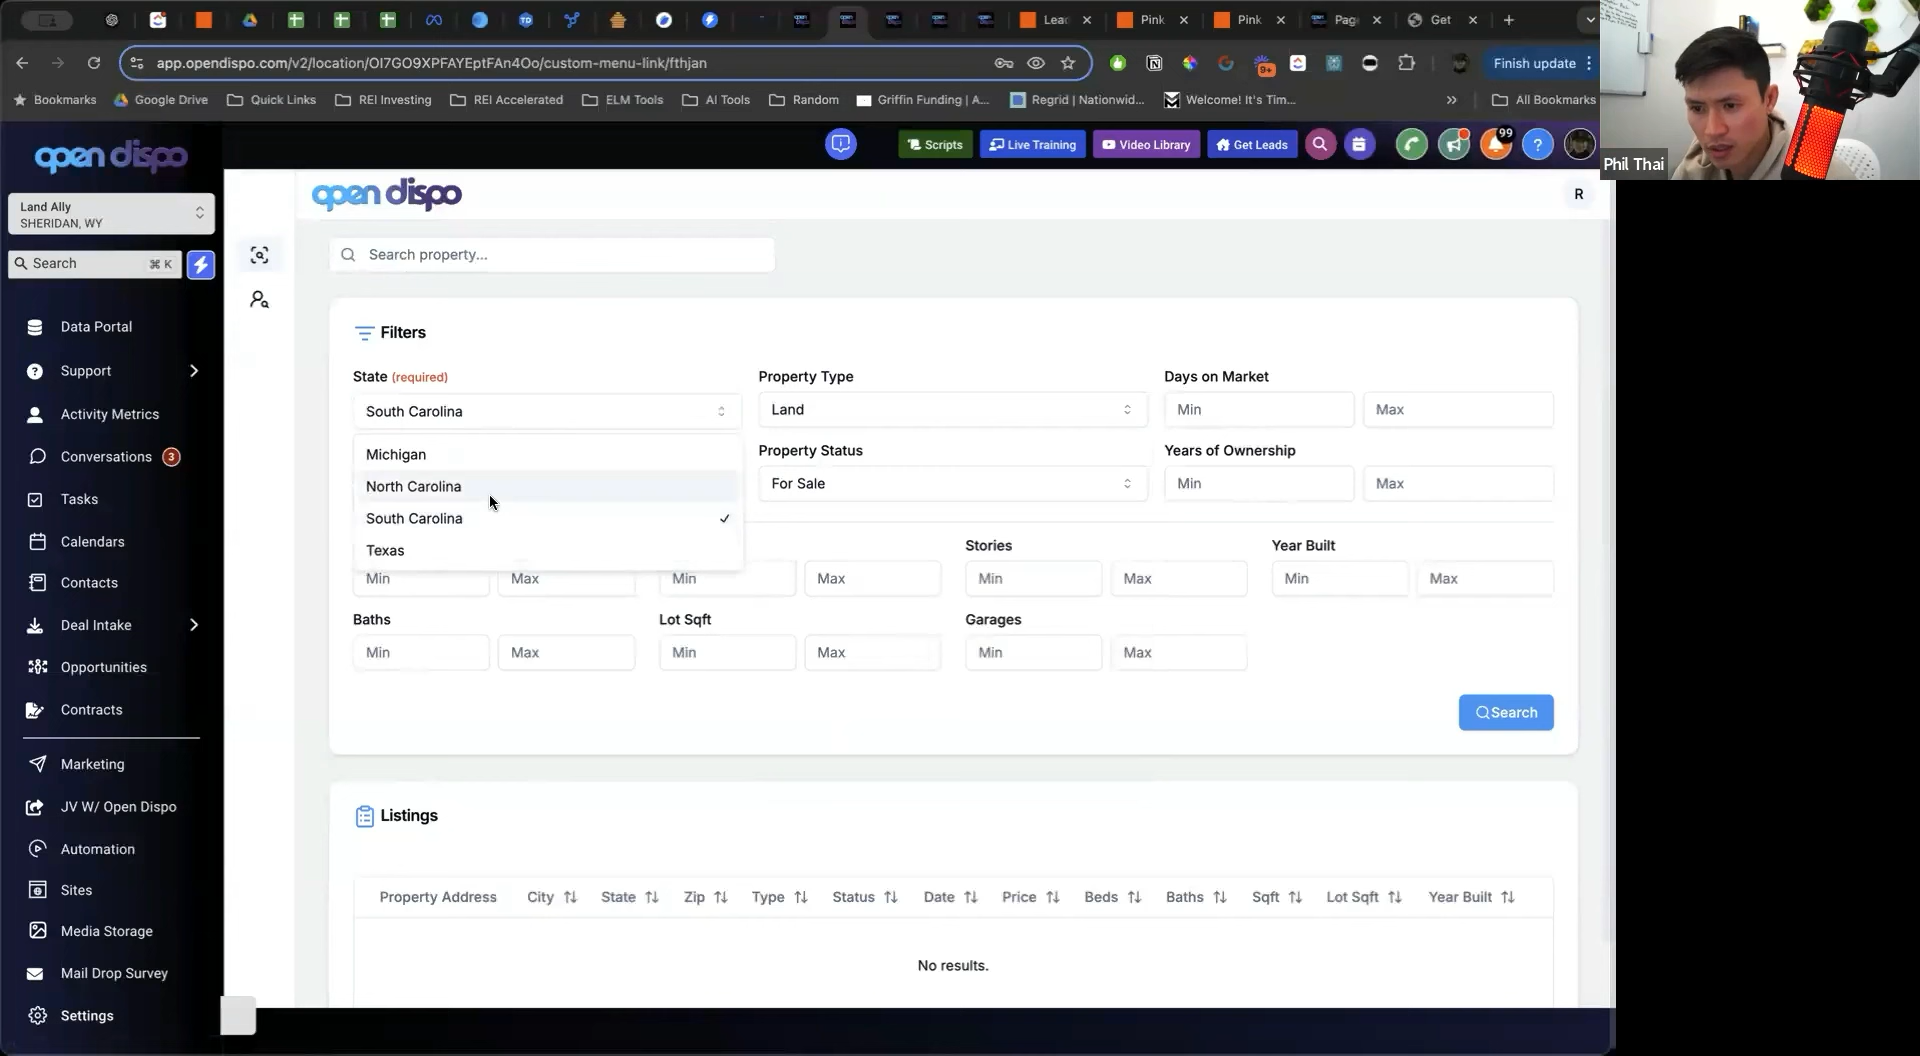 Lead
Pink
Pink
Pag
Get
app.opendispo.com/v2/location/OI7GO9XPFAYEptFAn4Oo/custom-menu-link/fthjan
9+
Finish update
Bookmarks
Google Drive
Quick Links
REI Investing
REI Accelerated
ELM Tools
AI Tools
Random
Griffin Funding | A...
Regrid | Nationwid...
Welcome! It's Tim...
All Bookmarks
Phil Thai
open dispo
Scripts
Live Training
Video Library
Get Leads
99
Land Ally
SHERIDAN, WY
Search
⌘ K
Data Portal
Support
Activity Metrics
Conversations 3
Tasks
Calendars
Contacts
Deal Intake
Opportunities
Contracts
Marketing
JV W/ Open Dispo
Automation
Sites
Media Storage
Mail Drop Survey
Settings
open dispo
R
Search property...
Filters
State (required)
Property Type
Days on Market
South Carolina
Land
Min
Max
Michigan
North Carolina
South Carolina
Texas
Property Status
Years of Ownership
For Sale
Min
Max
Stories
Year Built
Min
Max
Min
Max
Min
Max
Min
Max
Baths
Lot Sqft
Garages
Min
Max
Min
Max
Min
Max
Search
Listings
Property Address
City
State
Zip
Type
Status
Date
Price
Beds
Baths
Sqft
Lot Sqft
Year Built
No results.